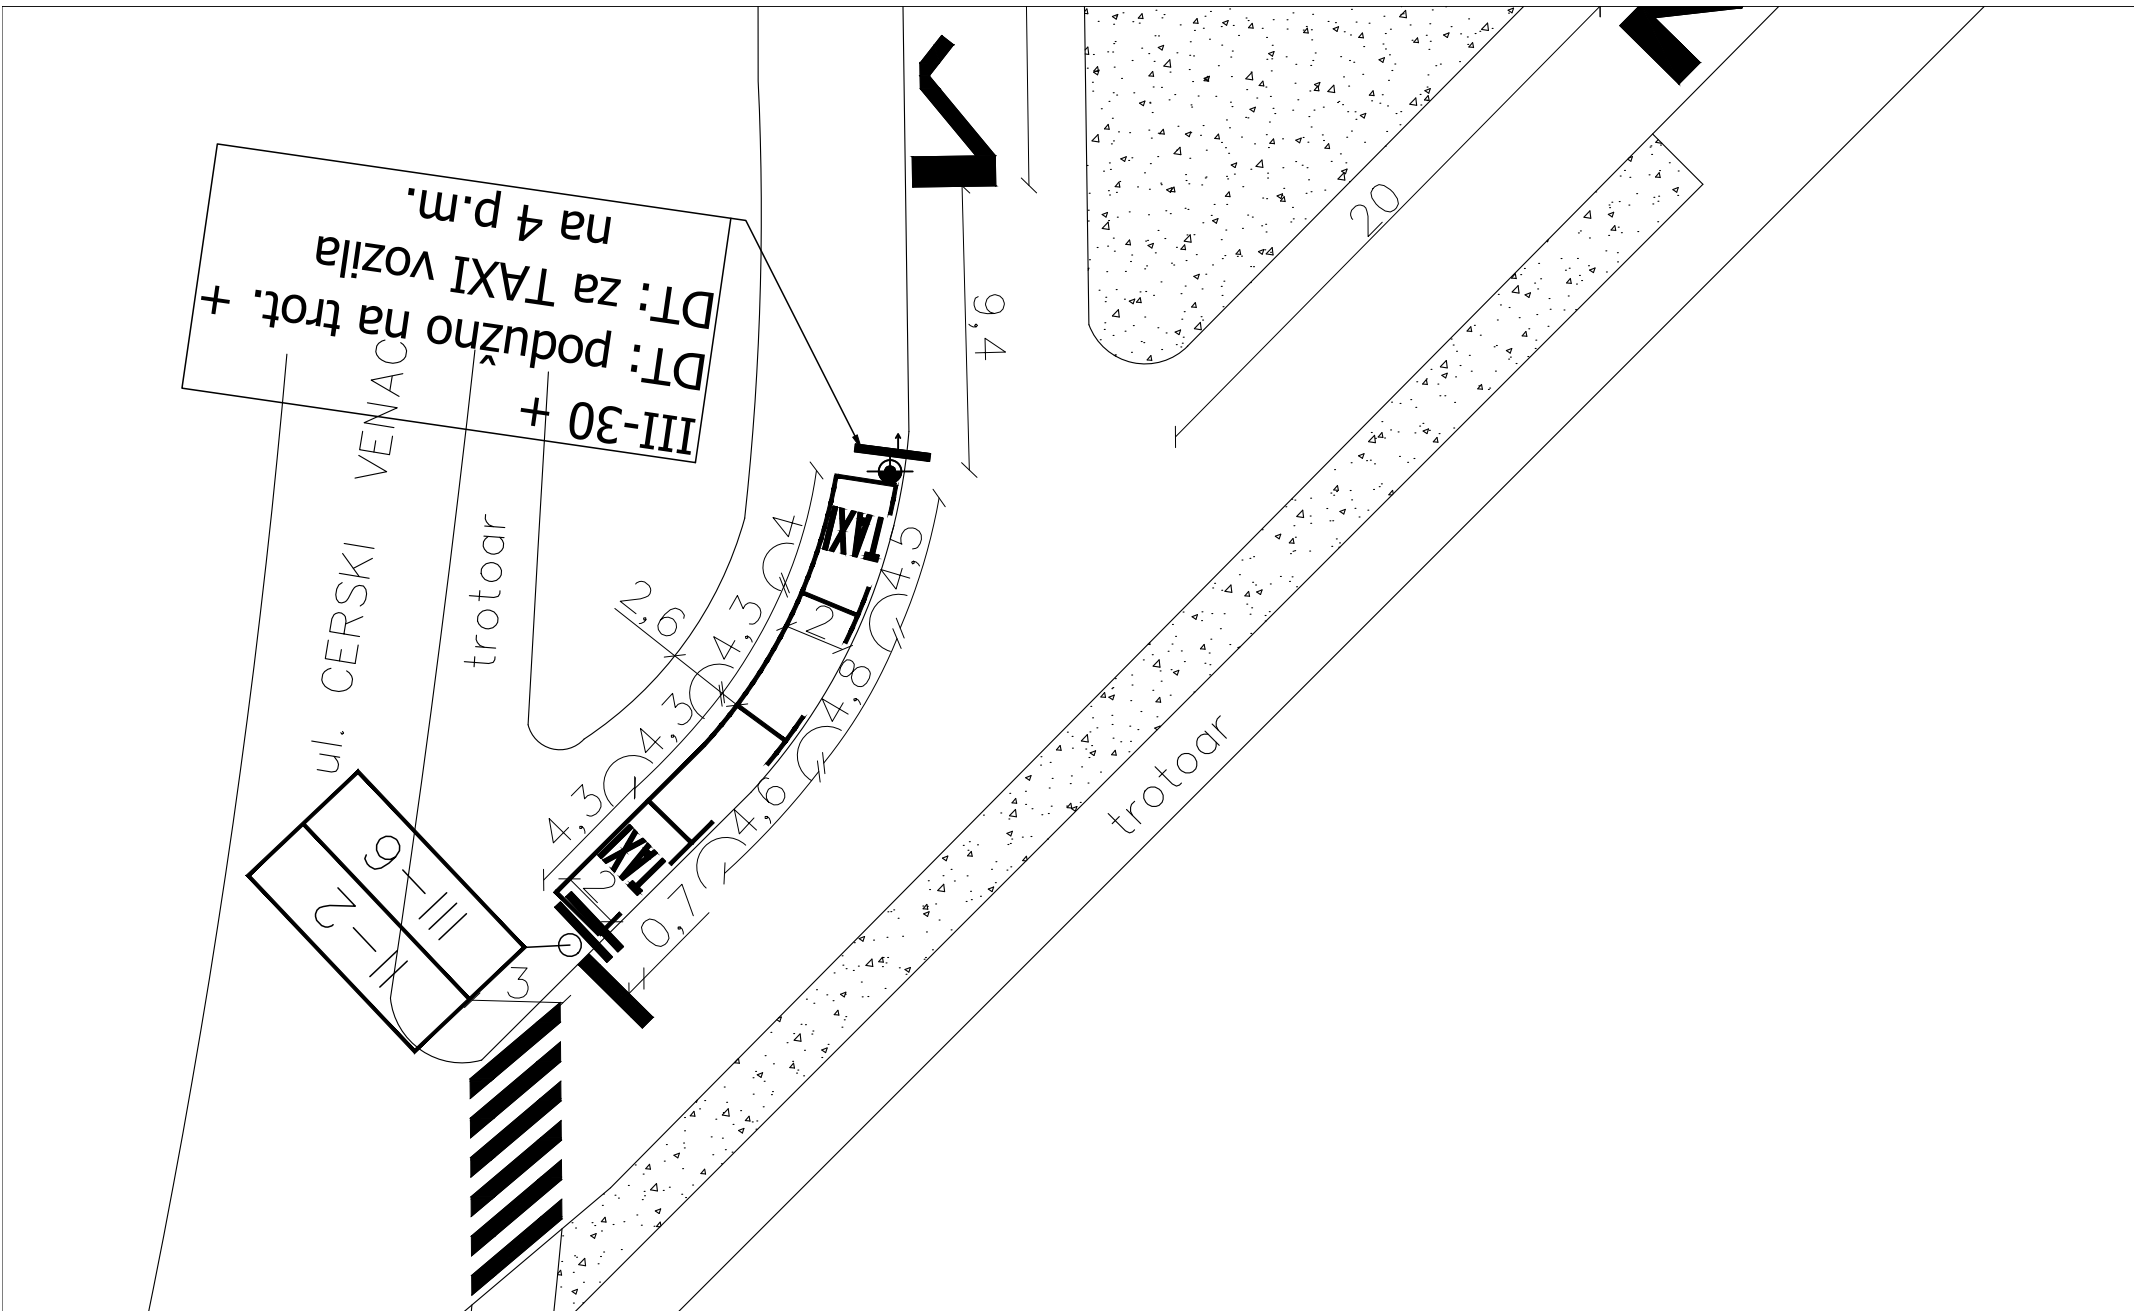 III-30 +
DT: podužno na trot. +
DT: za TAXI vozila
na 4 p.m.
ul. CERSKI VENAC
trotoar
9,4
20
TAXI
4
4,5
4,3
2
2,6
4,8
4,3
4,3
4,6
TAXI
2
0,7
III-6
II-2
3
trotoar